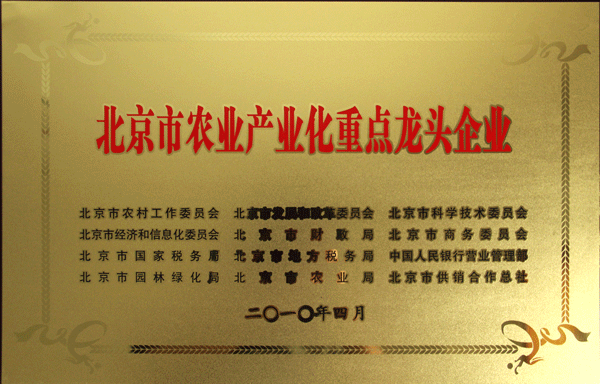 北京市农业产业化重点龙头企业
北京市农村工作委员会 北京市发展和改革委员会 北京市科学技术委员会
北京市经济和信息化委员会 北京市财政局 北京市商务委员会
北京市国家税务局 北京市地方税务局 中国人民银行营业管理部
北京市园林绿化局 北京市农业局 北京市供销合作总社
二〇一〇年四月